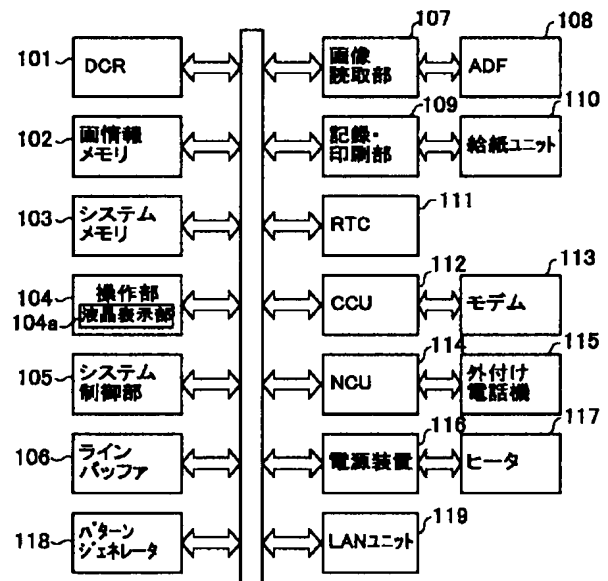 107
108
101
DCR
画像
読取部
ADF
109
110
102
画情報
メモリ
記録・
印刷部
給紙ユニット
103
システム
メモリ
RTC
111
112
113
104
操作部
104a
液晶表示部
CCU
モデム
114
115
105
システム
制御部
NCU
外付け
電話機
116
117
106
ライン
バッファ
電源装置
ヒータ
118
パターン
ジェネレータ
LANユニット
119